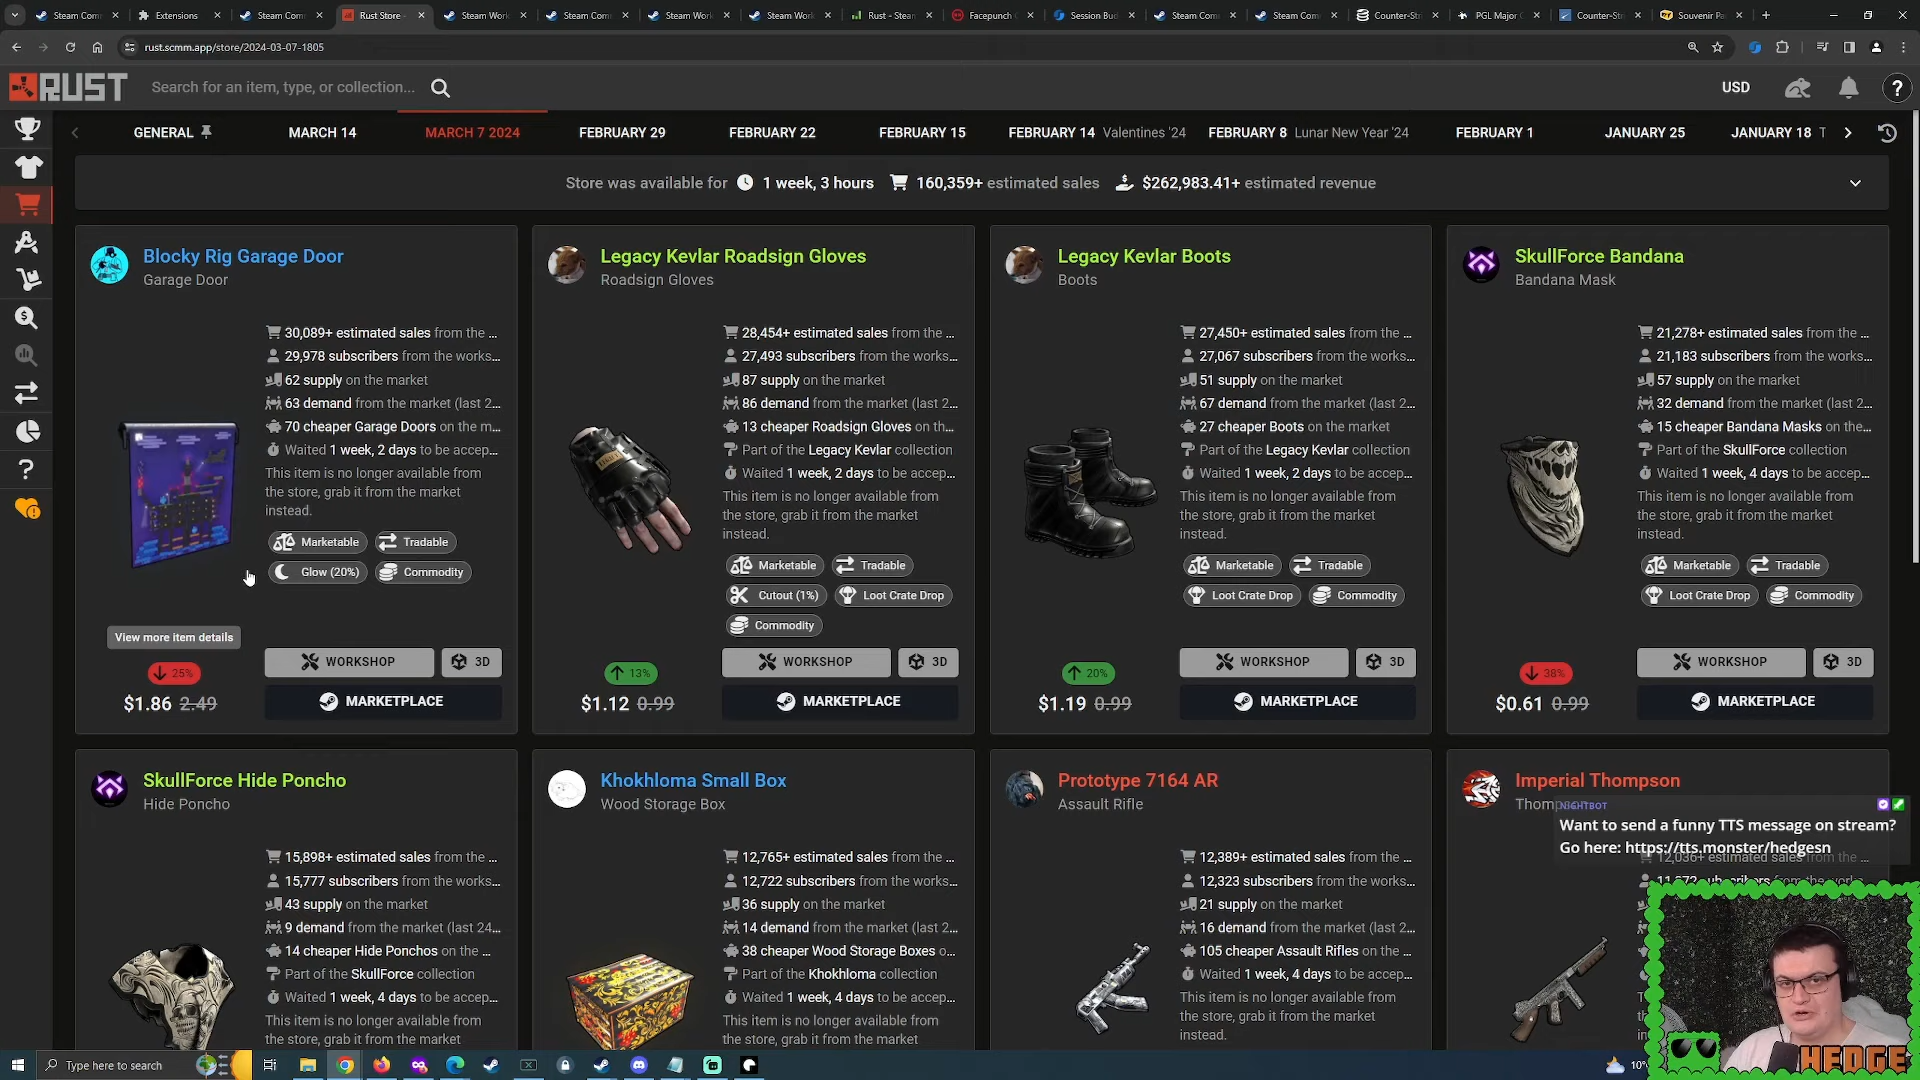 Steam Com
Extensions
Steam Com
Rust Store -
Steam Work
Steam Com
Steam Work
Steam Work
Rust - Steam
Facepunch C
Session Bud
Steam Com
Steam Com
Counter-Str
PGL Major C
Counter-Str
Souvenir Pa
rust.scmm.app/store/2024-03-07-1805
RUST
Search for an item, type, or collection...
USD
?
GENERAL
MARCH 14
MARCH 7 2024
FEBRUARY 29
FEBRUARY 22
FEBRUARY 15
FEBRUARY 14 Valentines '24
FEBRUARY 8 Lunar New Year '24
FEBRUARY 1
JANUARY 25
JANUARY 18 T
Store was available for 1 week, 3 hours 160,359+ estimated sales $262,983.41+ estimated revenue
Blocky Rig Garage Door
Garage Door
30,089+ estimated sales from the ...
29,978 subscribers from the works...
62 supply on the market
63 demand from the market (last 2...
70 cheaper Garage Doors on the m...
Waited 1 week, 2 days to be accep...
This item is no longer available from
the store, grab it from the market
instead.
Marketable
Tradable
Glow (20%)
Commodity
View more item details
25%
$1.86 2.49
WORKSHOP
3D
MARKETPLACE
Legacy Kevlar Roadsign Gloves
Roadsign Gloves
28,454+ estimated sales from the ...
27,493 subscribers from the works...
87 supply on the market
86 demand from the market (last 2...
13 cheaper Roadsign Gloves on th...
Part of the Legacy Kevlar collection
Waited 1 week, 2 days to be accep...
This item is no longer available from
the store, grab it from the market
instead.
Marketable
Tradable
Cutout (1%)
Loot Crate Drop
Commodity
13%
$1.12 0.99
WORKSHOP
3D
MARKETPLACE
Legacy Kevlar Boots
Boots
27,450+ estimated sales from the ...
27,067 subscribers from the works...
51 supply on the market
67 demand from the market (last 2...
27 cheaper Boots on the market
Part of the Legacy Kevlar collection
Waited 1 week, 2 days to be accep...
This item is no longer available from
the store, grab it from the market
instead.
Marketable
Tradable
Loot Crate Drop
Commodity
20%
$1.19 0.99
WORKSHOP
3D
MARKETPLACE
SkullForce Bandana
Bandana Mask
21,278+ estimated sales from the ...
21,183 subscribers from the works...
57 supply on the market
32 demand from the market (last 2...
15 cheaper Bandana Masks on the...
Part of the SkullForce collection
Waited 1 week, 4 days to be accep...
This item is no longer available from
the store, grab it from the market
instead.
Marketable
Tradable
Loot Crate Drop
Commodity
38%
$0.61 0.99
WORKSHOP
3D
MARKETPLACE
SkullForce Hide Poncho
Hide Poncho
15,898+ estimated sales from the ...
15,777 subscribers from the works...
43 supply on the market
9 demand from the market (last 24...
14 cheaper Hide Ponchos on the ...
Part of the SkullForce collection
Waited 1 week, 4 days to be accep...
This item is no longer available from
the store, grab it from the market
Khokhloma Small Box
Wood Storage Box
12,765+ estimated sales from the ...
12,722 subscribers from the works...
36 supply on the market
14 demand from the market (last 2...
38 cheaper Wood Storage Boxes o...
Part of the Khokhloma collection
Waited 1 week, 4 days to be accep...
This item is no longer available from
the store, grab it from the market
Prototype 7164 AR
Assault Rifle
12,389+ estimated sales from the ...
12,323 subscribers from the works...
21 supply on the market
16 demand from the market (last 2...
105 cheaper Assault Rifles on the ...
Waited 1 week, 4 days to be accep...
This item is no longer available from
the store, grab it from the market
instead.
Imperial Thompson
NIGHTBOT
Want to send a funny TTS message on stream?
Go here: https://tts.monster/hedgesn
12,036+ estimated sales from the ...
HEDGE
Type here to search
10°